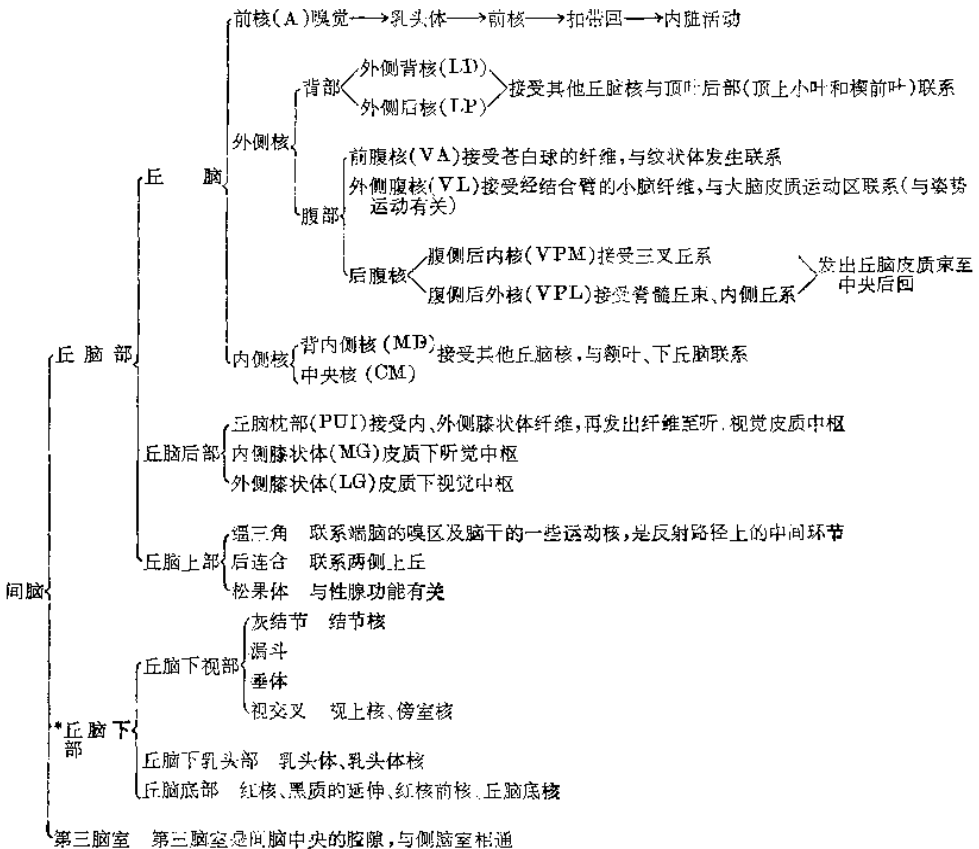 前核(A)嗅觉→乳头体→前核→扣带回→内脏活动
背部
外侧背核(LD)
外侧后核(LP)
接受其他丘脑核与顶叶后部(顶上小叶和楔前叶)联系
外侧核
前腹核(VA)接受苍白球的纤维,与纹状体发生联系
丘 脑
外侧腹核(VL)接受经结合臂的小脑纤维,与大脑皮质运动区联系(与姿势
运动有关)
腹部
腹侧后内核(VPM)接受三叉丘系
后腹核
腹侧后外核(VPL)接受脊髓丘束、内侧丘系
发出丘脑皮质束至
中央后回
丘脑部
内侧核
背内侧核(MD)
中央核(CM)
接受其他丘脑核,与额叶、下丘脑联系
丘脑枕部(PUI)接受内、外侧膝状体纤维,再发出纤维至听、视觉皮质中枢
丘脑后部
内侧膝状体(MG)皮质下听觉中枢
外侧膝状体(LG)皮质下视觉中枢
缰三角 联系端脑的嗅区及脑干的一些运动核,是反射路径上的中间环节
丘脑上部
后连合 联系两侧上丘
松果体 与性腺功能有关
间脑
灰结节 结节核
漏斗
丘脑下视部
垂体
视交叉 视上核、傍室核
*丘脑下
部
丘脑下乳头部 乳头体、乳头体核
丘脑底部 红核、黑质的延伸、红核前核、丘脑底核
第三脑室 第三脑室是间脑中央的腔隙,与侧脑室相通